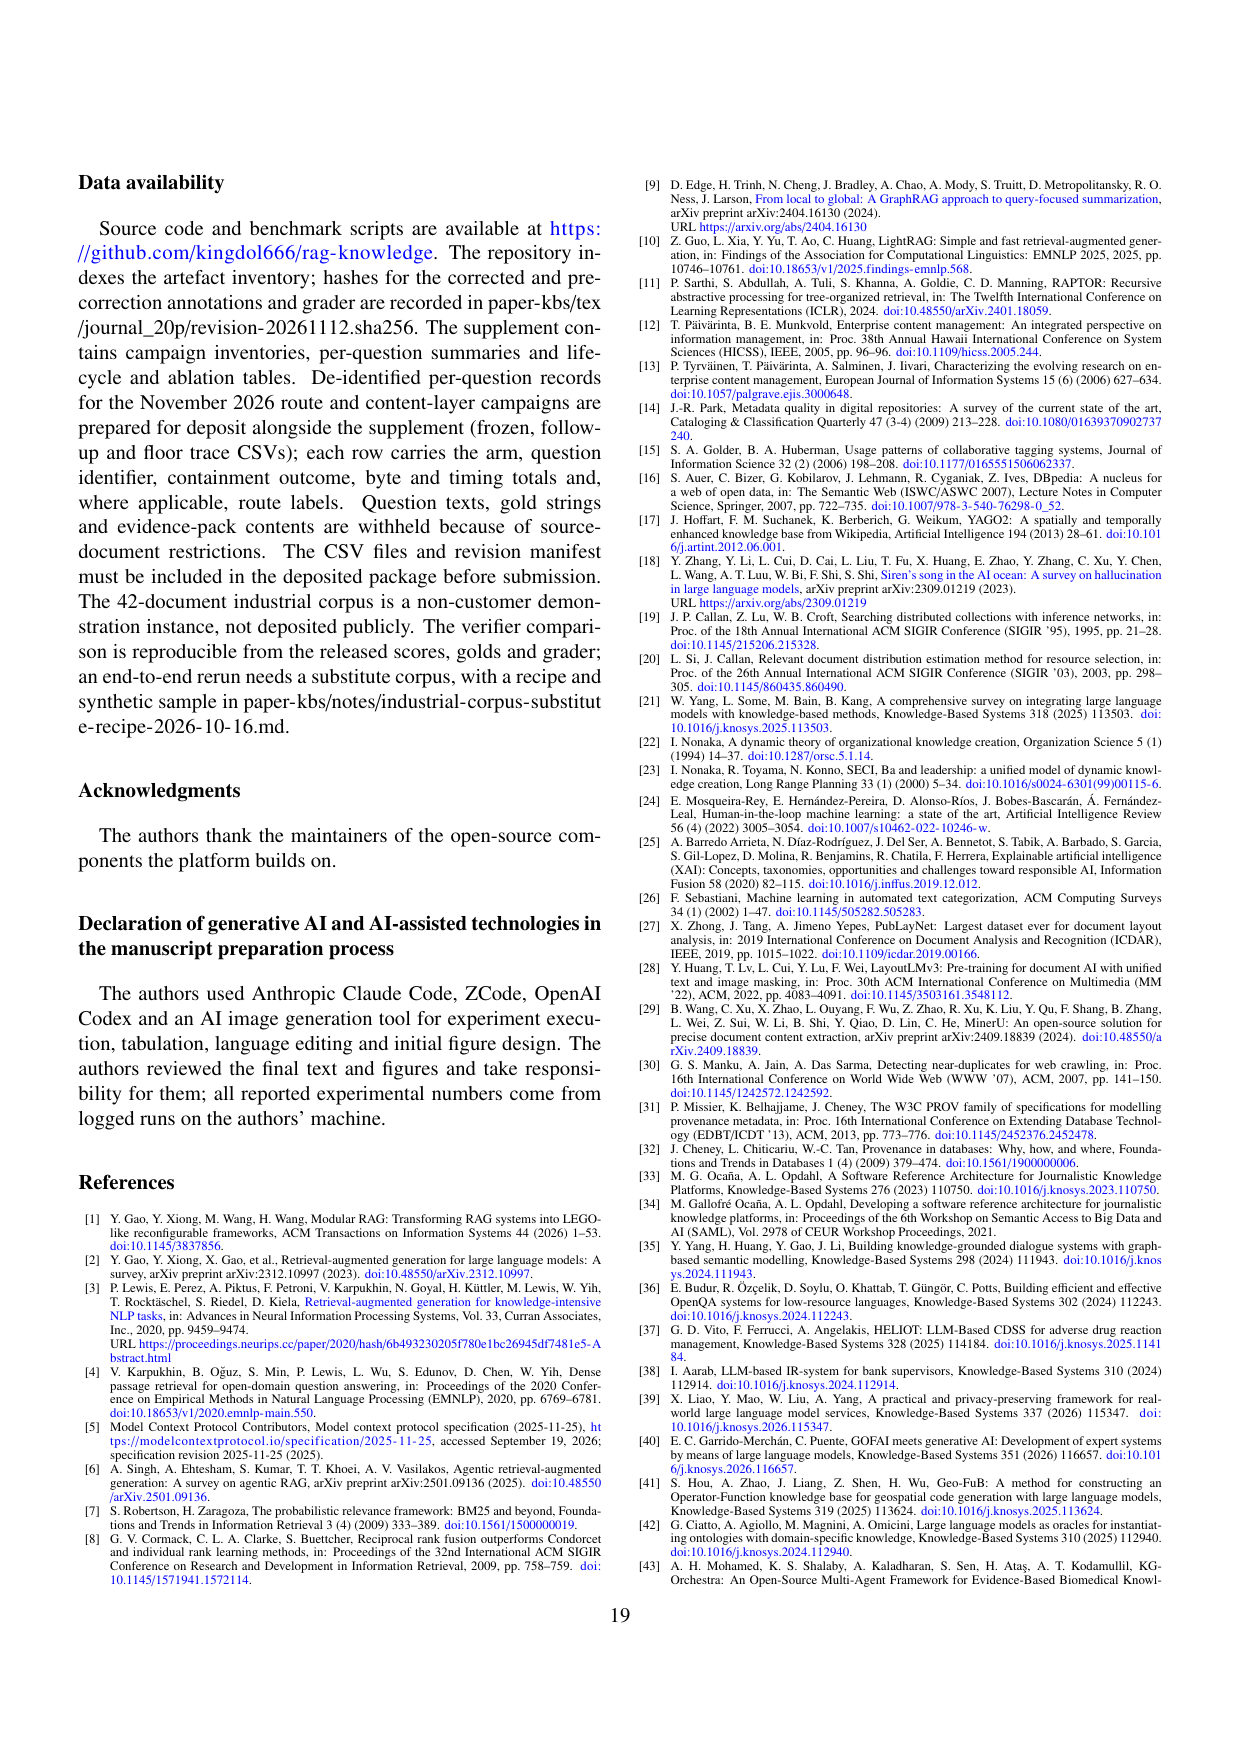 Data availability
Source code and benchmark scripts are available at https:
//github.com/kingdol666/rag-knowledge. The repository in-
dexes the artefact inventory; hashes for the corrected and pre-
correction annotations and grader are recorded in paper-kbs/tex
/journal_20p/revision-20261112.sha256. The supplement con-
tains campaign inventories, per-question summaries and life-
cycle and ablation tables. De-identified per-question records
for the November 2026 route and content-layer campaigns are
prepared for deposit alongside the supplement (frozen, follow-
up and floor trace CSVs); each row carries the arm, question
identifier, containment outcome, byte and timing totals and,
where applicable, route labels. Question texts, gold strings
and evidence-pack contents are withheld because of source-
document restrictions. The CSV files and revision manifest
must be included in the deposited package before submission.
The 42-document industrial corpus is a non-customer demon-
stration instance, not deposited publicly. The verifier compari-
son is reproducible from the released scores, golds and grader;
an end-to-end rerun needs a substitute corpus, with a recipe and
synthetic sample in paper-kbs/notes/industrial-corpus-substitut
e-recipe-2026-10-16.md.
Acknowledgments
The authors thank the maintainers of the open-source com-
ponents the platform builds on.
Declaration of generative AI and AI-assisted technologies in
the manuscript preparation process
The authors used Anthropic Claude Code, ZCode, OpenAI
Codex and an AI image generation tool for experiment execu-
tion, tabulation, language editing and initial figure design. The
authors reviewed the final text and figures and take responsi-
bility for them; all reported experimental numbers come from
logged runs on the authors' machine.
References
[1] Y. Gao, Y. Xiong, M. Wang, H. Wang, Modular RAG: Transforming RAG systems into LEGO-
like reconfigurable frameworks, ACM Transactions on Information Systems 44 (2026) 1–53.
doi:10.1145/3837856.
[2] Y. Gao, Y. Xiong, X. Gao, et al., Retrieval-augmented generation for large language models: A
survey, arXiv preprint arXiv:2312.10997 (2023). doi:10.48550/arXiv.2312.10997.
[3] P. Lewis, E. Perez, A. Piktus, F. Petroni, V. Karpukhin, N. Goyal, H. Küttler, M. Lewis, W. Yih,
T. Rocktäschel, S. Riedel, D. Kiela, Retrieval-augmented generation for knowledge-intensive
NLP tasks, in: Advances in Neural Information Processing Systems, Vol. 33, Curran Associates,
Inc., 2020, pp. 9459–9474.
URL https://proceedings.neurips.cc/paper/2020/hash/6b493230205f780e1bc26945df7481e5-A
bstract.html
[4] V. Karpukhin, B. Oğuz, S. Min, P. Lewis, L. Wu, S. Edunov, D. Chen, W. Yih, Dense
passage retrieval for open-domain question answering, in: Proceedings of the 2020 Confer-
ence on Empirical Methods in Natural Language Processing (EMNLP), 2020, pp. 6769–6781.
doi:10.18653/v1/2020.emnlp-main.550.
[5] Model Context Protocol Contributors, Model context protocol specification (2025-11-25), ht
tps://modelcontextprotocol.io/specification/2025-11-25, accessed September 19, 2026;
specification revision 2025-11-25 (2025).
[6] A. Singh, A. Ehtesham, S. Kumar, T. T. Khoei, A. V. Vasilakos, Agentic retrieval-augmented
generation: A survey on agentic RAG, arXiv preprint arXiv:2501.09136 (2025). doi:10.48550
/arXiv.2501.09136.
[7] S. Robertson, H. Zaragoza, The probabilistic relevance framework: BM25 and beyond, Founda-
tions and Trends in Information Retrieval 3 (4) (2009) 333–389. doi:10.1561/1500000019.
[8] G. V. Cormack, C. L. A. Clarke, S. Buettcher, Reciprocal rank fusion outperforms Condorcet
and individual rank learning methods, in: Proceedings of the 32nd International ACM SIGIR
Conference on Research and Development in Information Retrieval, 2009, pp. 758–759. doi:
10.1145/1571941.1572114.
[9] D. Edge, H. Trinh, N. Cheng, J. Bradley, A. Chao, A. Mody, S. Truitt, D. Metropolitansky, R. O.
Ness, J. Larson, From local to global: A GraphRAG approach to query-focused summarization,
arXiv preprint arXiv:2404.16130 (2024).
URL https://arxiv.org/abs/2404.16130
[10] Z. Guo, L. Xia, Y. Yu, T. Ao, C. Huang, LightRAG: Simple and fast retrieval-augmented gener-
ation, in: Findings of the Association for Computational Linguistics: EMNLP 2025, 2025, pp.
10746–10761. doi:10.18653/v1/2025.findings-emnlp.568.
[11] P. Sarthi, S. Abdullah, A. Tuli, S. Khanna, A. Goldie, C. D. Manning, RAPTOR: Recursive
abstractive processing for tree-organized retrieval, in: The Twelfth International Conference on
Learning Representations (ICLR), 2024. doi:10.48550/arXiv.2401.18059.
[12] T. Päivärinta, B. E. Munkvold, Enterprise content management: An integrated perspective on
information management, in: Proc. 38th Annual Hawaii International Conference on System
Sciences (HICSS), IEEE, 2005, pp. 96–96. doi:10.1109/hicss.2005.244.
[13] P. Tyrväinen, T. Päivärinta, A. Salminen, J. Iivari, Characterizing the evolving research on en-
terprise content management, European Journal of Information Systems 15 (6) (2006) 627–634.
doi:10.1057/palgrave.ejis.3000648.
[14] J.-R. Park, Metadata quality in digital repositories: A survey of the current state of the art,
Cataloging & Classification Quarterly 47 (3-4) (2009) 213–228. doi:10.1080/01639370902737
240.
[15] S. A. Golder, B. A. Huberman, Usage patterns of collaborative tagging systems, Journal of
Information Science 32 (2) (2006) 198–208. doi:10.1177/0165551506062337.
[16] S. Auer, C. Bizer, G. Kobilarov, J. Lehmann, R. Cyganiak, Z. Ives, DBpedia: A nucleus for
a web of open data, in: The Semantic Web (ISWC/ASWC 2007), Lecture Notes in Computer
Science, Springer, 2007, pp. 722–735. doi:10.1007/978-3-540-76298-0_52.
[17] J. Hoffart, F. M. Suchanek, K. Berberich, G. Weikum, YAGO2: A spatially and temporally
enhanced knowledge base from Wikipedia, Artificial Intelligence 194 (2013) 28–61. doi:10.101
6/j.artint.2012.06.001.
[18] Y. Zhang, Y. Li, L. Cui, D. Cai, L. Liu, T. Fu, X. Huang, E. Zhao, Y. Zhang, C. Xu, Y. Chen,
L. Wang, A. T. Luu, W. Bi, F. Shi, S. Shi, Siren's song in the AI ocean: A survey on hallucination
in large language models, arXiv preprint arXiv:2309.01219 (2023).
URL https://arxiv.org/abs/2309.01219
[19] J. P. Callan, Z. Lu, W. B. Croft, Searching distributed collections with inference networks, in:
Proc. of the 18th Annual International ACM SIGIR Conference (SIGIR '95), 1995, pp. 21–28.
doi:10.1145/215206.215328.
[20] L. Si, J. Callan, Relevant document distribution estimation method for resource selection, in:
Proc. of the 26th Annual International ACM SIGIR Conference (SIGIR '03), 2003, pp. 298–
305. doi:10.1145/860435.860490.
[21] W. Yang, L. Some, M. Bain, B. Kang, A comprehensive survey on integrating large language
models with knowledge-based methods, Knowledge-Based Systems 318 (2025) 113503. doi:
10.1016/j.knosys.2025.113503.
[22] I. Nonaka, A dynamic theory of organizational knowledge creation, Organization Science 5 (1)
(1994) 14–37. doi:10.1287/orsc.5.1.14.
[23] I. Nonaka, R. Toyama, N. Konno, SECI, Ba and leadership: a unified model of dynamic knowl-
edge creation, Long Range Planning 33 (1) (2000) 5–34. doi:10.1016/s0024-6301(99)00115-6.
[24] E. Mosqueira-Rey, E. Hernández-Pereira, D. Alonso-Ríos, J. Bobes-Bascarán, Á. Fernández-
Leal, Human-in-the-loop machine learning: a state of the art, Artificial Intelligence Review
56 (4) (2022) 3005–3054. doi:10.1007/s10462-022-10246-w.
[25] A. Barredo Arrieta, N. Díaz-Rodríguez, J. Del Ser, A. Bennetot, S. Tabik, A. Barbado, S. Garcia,
S. Gil-Lopez, D. Molina, R. Benjamins, R. Chatila, F. Herrera, Explainable artificial intelligence
(XAI): Concepts, taxonomies, opportunities and challenges toward responsible AI, Information
Fusion 58 (2020) 82–115. doi:10.1016/j.inffus.2019.12.012.
[26] F. Sebastiani, Machine learning in automated text categorization, ACM Computing Surveys
34 (1) (2002) 1–47. doi:10.1145/505282.505283.
[27] X. Zhong, J. Tang, A. Jimeno Yepes, PubLayNet: Largest dataset ever for document layout
analysis, in: 2019 International Conference on Document Analysis and Recognition (ICDAR),
IEEE, 2019, pp. 1015–1022. doi:10.1109/icdar.2019.00166.
[28] Y. Huang, T. Lv, L. Cui, Y. Lu, F. Wei, LayoutLMv3: Pre-training for document AI with unified
text and image masking, in: Proc. 30th ACM International Conference on Multimedia (MM
'22), ACM, 2022, pp. 4083–4091. doi:10.1145/3503161.3548112.
[29] B. Wang, C. Xu, X. Zhao, L. Ouyang, F. Wu, Z. Zhao, R. Xu, K. Liu, Y. Qu, F. Shang, B. Zhang,
L. Wei, Z. Sui, W. Li, B. Shi, Y. Qiao, D. Lin, C. He, MinerU: An open-source solution for
precise document content extraction, arXiv preprint arXiv:2409.18839 (2024). doi:10.48550/a
rXiv.2409.18839.
[30] G. S. Manku, A. Jain, A. Das Sarma, Detecting near-duplicates for web crawling, in: Proc.
16th International Conference on World Wide Web (WWW '07), ACM, 2007, pp. 141–150.
doi:10.1145/1242572.1242592.
[31] P. Missier, K. Belhajjame, J. Cheney, The W3C PROV family of specifications for modelling
provenance metadata, in: Proc. 16th International Conference on Extending Database Technol-
ogy (EDBT/ICDT '13), ACM, 2013, pp. 773–776. doi:10.1145/2452376.2452478.
[32] J. Cheney, L. Chiticariu, W.-C. Tan, Provenance in databases: Why, how, and where, Founda-
tions and Trends in Databases 1 (4) (2009) 379–474. doi:10.1561/1900000006.
[33] M. G. Ocaña, A. L. Opdahl, A Software Reference Architecture for Journalistic Knowledge
Platforms, Knowledge-Based Systems 276 (2023) 110750. doi:10.1016/j.knosys.2023.110750.
[34] M. Gallofré Ocaña, A. L. Opdahl, Developing a software reference architecture for journalistic
knowledge platforms, in: Proceedings of the 6th Workshop on Semantic Access to Big Data and
AI (SAML), Vol. 2978 of CEUR Workshop Proceedings, 2021.
[35] Y. Yang, H. Huang, Y. Gao, J. Li, Building knowledge-grounded dialogue systems with graph-
based semantic modelling, Knowledge-Based Systems 298 (2024) 111943. doi:10.1016/j.knos
ys.2024.111943.
[36] E. Budur, R. Özçelik, D. Soylu, O. Khattab, T. Güngör, C. Potts, Building efficient and effective
OpenQA systems for low-resource languages, Knowledge-Based Systems 302 (2024) 112243.
doi:10.1016/j.knosys.2024.112243.
[37] G. D. Vito, F. Ferrucci, A. Angelakis, HELIOT: LLM-Based CDSS for adverse drug reaction
management, Knowledge-Based Systems 328 (2025) 114184. doi:10.1016/j.knosys.2025.1141
84.
[38] I. Aarab, LLM-based IR-system for bank supervisors, Knowledge-Based Systems 310 (2024)
112914. doi:10.1016/j.knosys.2024.112914.
[39] X. Liao, Y. Mao, W. Liu, A. Yang, A practical and privacy-preserving framework for real-
world large language model services, Knowledge-Based Systems 337 (2026) 115347. doi:
10.1016/j.knosys.2026.115347.
[40] E. C. Garrido-Merchán, C. Puente, GOFAI meets generative AI: Development of expert systems
by means of large language models, Knowledge-Based Systems 351 (2026) 116657. doi:10.101
6/j.knosys.2026.116657.
[41] S. Hou, A. Zhao, J. Liang, Z. Shen, H. Wu, Geo-FuB: A method for constructing an
Operator-Function knowledge base for geospatial code generation with large language models,
Knowledge-Based Systems 319 (2025) 113624. doi:10.1016/j.knosys.2025.113624.
[42] G. Ciatto, A. Agiollo, M. Magnini, A. Omicini, Large language models as oracles for instantiat-
ing ontologies with domain-specific knowledge, Knowledge-Based Systems 310 (2025) 112940.
doi:10.1016/j.knosys.2024.112940.
[43] A. H. Mohamed, K. S. Shalaby, A. Kaladharan, S. Sen, H. Ataş, A. T. Kodamullil, KG-
Orchestra: An Open-Source Multi-Agent Framework for Evidence-Based Biomedical Knowl-
19